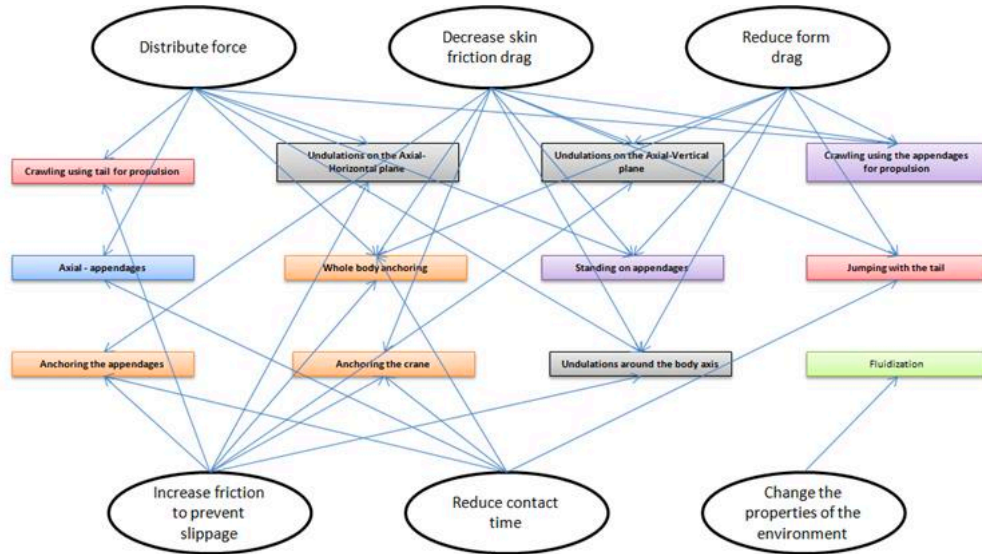 Distribute force
Decrease skin
friction drag
Reduce form
drag
Crawling using tail for propulsion
Undulations on the Axial-
Horizontal plane
Undulations on the Axial-Vertical
plane
Crawling using the appendages
for propulsion
Axial - appendages
Whole body anchoring
Standing on appendages
Jumping with the tail
Anchoring the appendages
Anchoring the crane
Undulations around the body axis
Fluidization
Increase friction
to prevent
slippage
Reduce contact
time
Change the
properties of the
environment